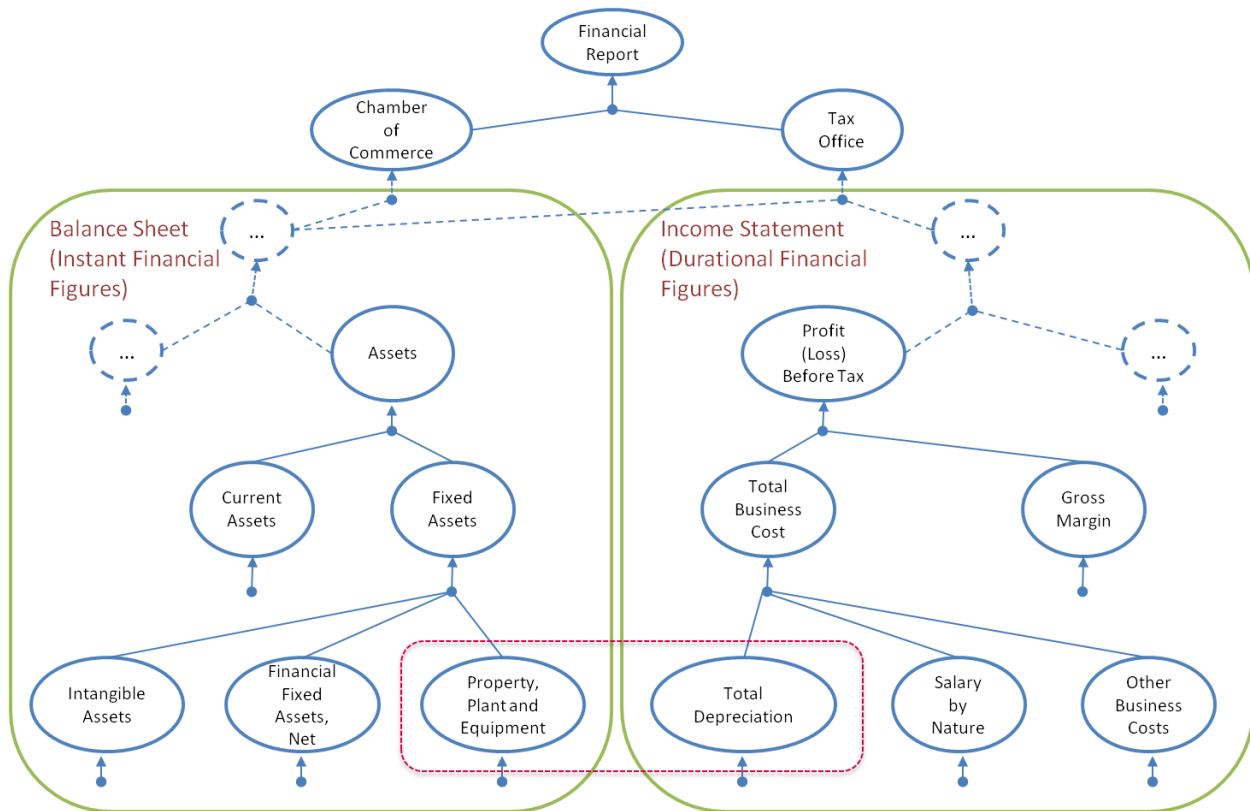 Financial
Report
Chamber
of
Commerce
Tax
Office
Balance Sheet
(Instant Financial
Figures)
...
Income Statement
(Durational Financial
Figures)
...
...
Assets
Profit
(Loss)
Before Tax
...
Current
Assets
Fixed
Assets
Total
Business
Cost
Gross
Margin
Intangible
Assets
Financial
Fixed
Assets,
Net
Property,
Plant and
Equipment
Total
Depreciation
Salary
by
Nature
Other
Business
Costs